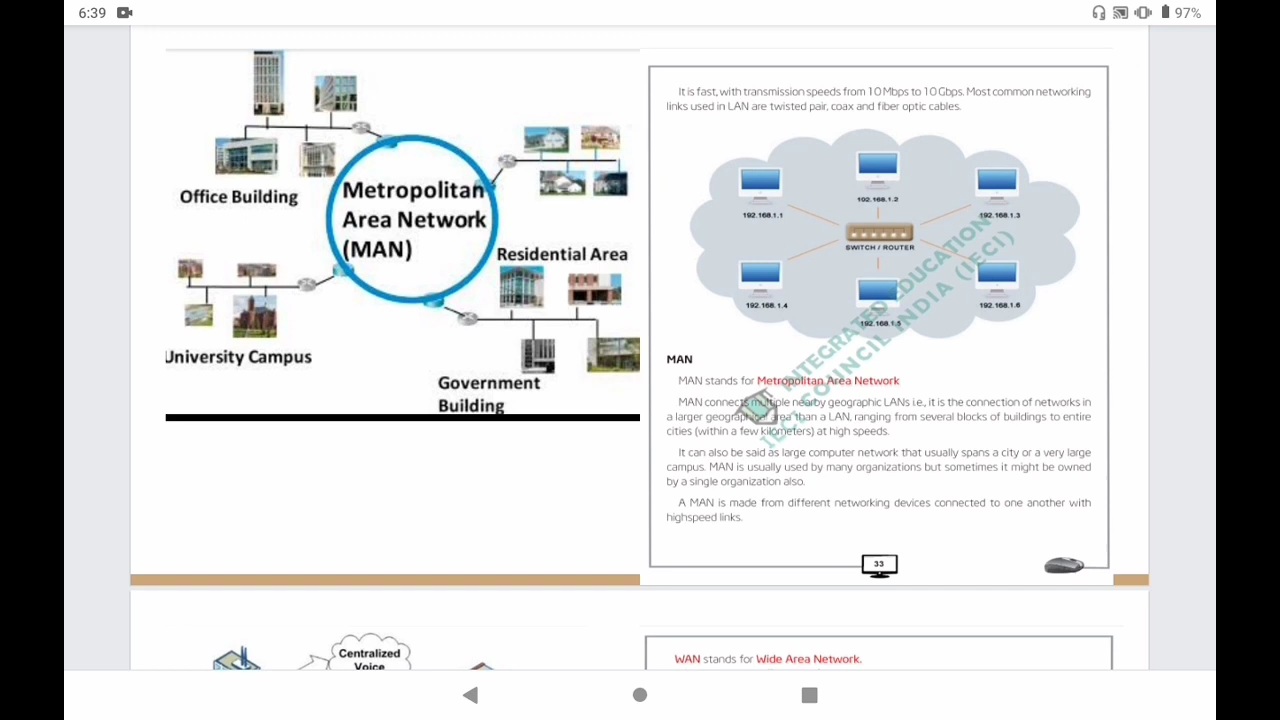 6:39
97%
Office Building
Metropolitan
Area Network
(MAN)
Residential Area
University Campus
Government
Building
It is fast, with transmission speeds from 10 Mbps to 10 Gbps. Most common networking
links used in LAN are twisted pair, coax and fiber optic cables.
192.168.1.1
192.168.1.2
192.168.1.3
SWITCH / ROUTER
192.168.1.4
192.168.1.5
192.168.1.6
INTEGRATED EDUCATION
COUNCIL INDIA (IECI)
IECI
MAN
MAN stands for Metropolitan Area Network
MAN connects multiple nearby geographic LANs i.e., it is the connection of networks in
a larger geographical area than a LAN, ranging from several blocks of buildings to entire
cities (within a few kilometers) at high speeds.
It can also be said as large computer network that usually spans a city or a very large
campus. MAN is usually used by many organizations but sometimes it might be owned
by a single organization also.
A MAN is made from different networking devices connected to one another with
highspeed links.
33
Centralized
Voice
WAN stands for Wide Area Network.